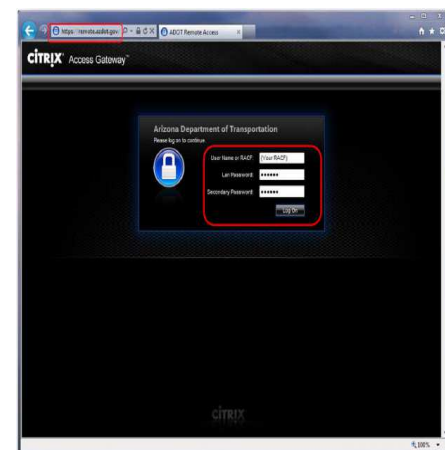 https://remote.azdot.gov
ADOT Remote Access
CITRIX Access Gateway™
Arizona Department of Transportation
Please log on to continue.
User Name or RACF: (Your RACF)
Lan Password: ••••••
Secondary Password: ••••••
Log On
CITRIX
100%